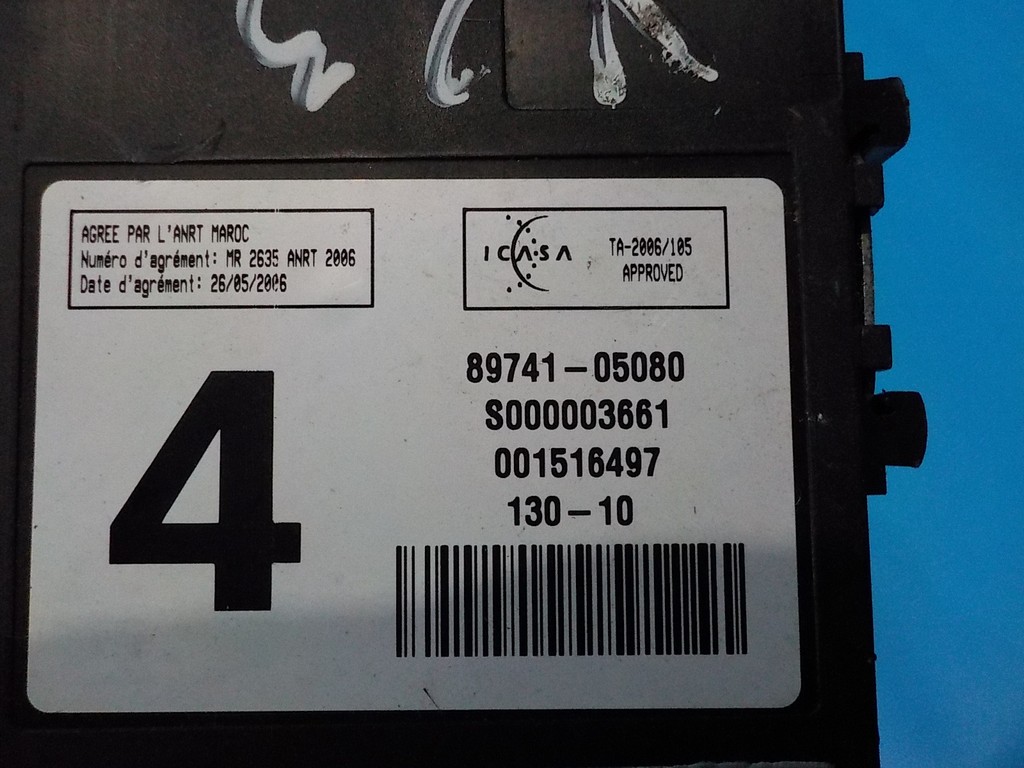 AGREE PAR L'ANRT MAROC
Numéro d'agrément: MR 2635 ANRT 2006
Date d'agrément: 26/05/2006
ICASA
TA-2006/105
APPROVED
4
89741-05080
S000003661
001516497
130-10